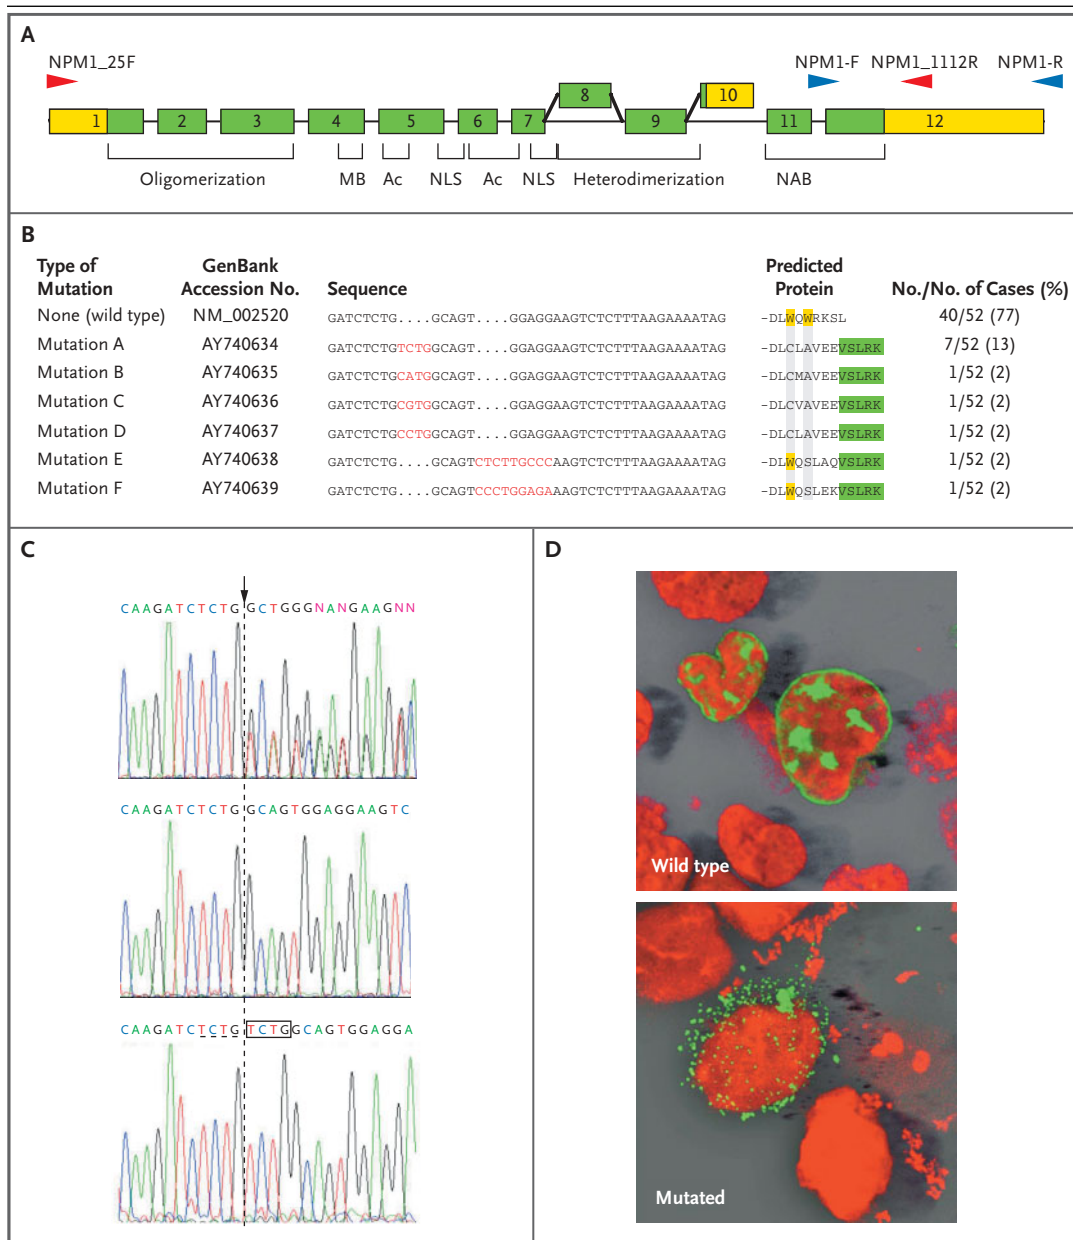 A
NPM1_25F
NPM1-F NPM1_1112R NPM1-R
8 10
1 2 3 4 5 6 7 9 11 12
Oligomerization MB Ac NLS Ac NLS Heterodimerization NAB
B
Type of Mutation GenBank Accession No. Sequence Predicted Protein No./No. of Cases (%)
None (wild type) NM_002520 GATCTCTG....GCAGT....GGAGGAAGTCTCTTTAAGAAAATAG -DLWQWRKSL 40/52 (77)
Mutation A AY740634 GATCTCTGTCTGGCAGT....GGAGGAAGTCTCTTTAAGAAAATAG -DLCLAVEEVSLRK 7/52 (13)
Mutation B AY740635 GATCTCTGCATGGCAGT....GGAGGAAGTCTCTTTAAGAAAATAG -DLCMAVEEVSLRK 1/52 (2)
Mutation C AY740636 GATCTCTGCGTGGCAGT....GGAGGAAGTCTCTTTAAGAAAATAG -DLCVAVEEVSLRK 1/52 (2)
Mutation D AY740637 GATCTCTGCCTGGCAGT....GGAGGAAGTCTCTTTAAGAAAATAG -DLCLAVEEVSLRK 1/52 (2)
Mutation E AY740638 GATCTCTG....GCAGTCTCTTGCCCAAGTCTCTTTAAGAAAATAG -DLWQSLAQVSLRK 1/52 (2)
Mutation F AY740639 GATCTCTG....GCAGTCCCTGGAGAAAGTCTCTTTAAGAAAATAG -DLWQSLEKVSLRK 1/52 (2)
C
CAAGATCTCTGGCTGGGNANGAAGNN
CAAGATCTCTGGCAGTGGAGGAAGTC
CAAGATCTCTGTCTGGCAGTGGAGGA
D
Wild type
Mutated